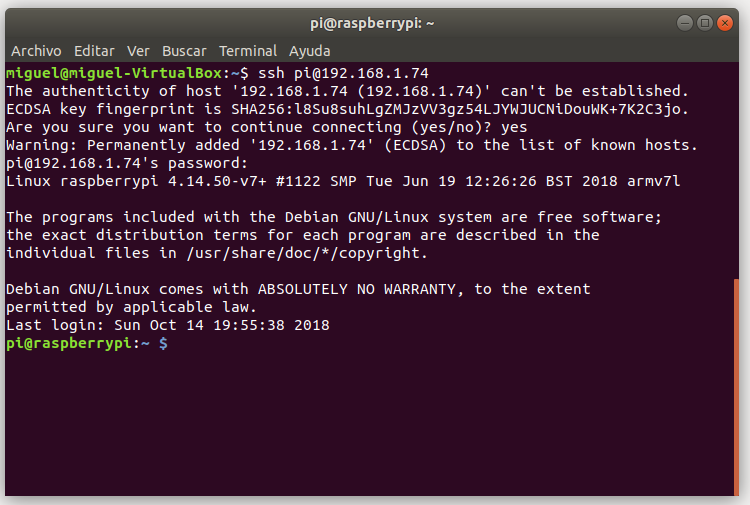 pi@raspberrypi: ~
Archivo Editar Ver Buscar Terminal Ayuda
miguel@miguel-VirtualBox:~$ ssh pi@192.168.1.74
The authenticity of host '192.168.1.74 (192.168.1.74)' can't be established.
ECDSA key fingerprint is SHA256:l8Su8suhLgZMJzVV3gz54LJYWJUCNiDouWK+7K2C3jo.
Are you sure you want to continue connecting (yes/no)? yes
Warning: Permanently added '192.168.1.74' (ECDSA) to the list of known hosts.
pi@192.168.1.74's password:
Linux raspberrypi 4.14.50-v7+ #1122 SMP Tue Jun 19 12:26:26 BST 2018 armv7l
The programs included with the Debian GNU/Linux system are free software;
the exact distribution terms for each program are described in the
individual files in /usr/share/doc/*/copyright.
Debian GNU/Linux comes with ABSOLUTELY NO WARRANTY, to the extent
permitted by applicable law.
Last login: Sun Oct 14 19:55:38 2018
pi@raspberrypi:~ $